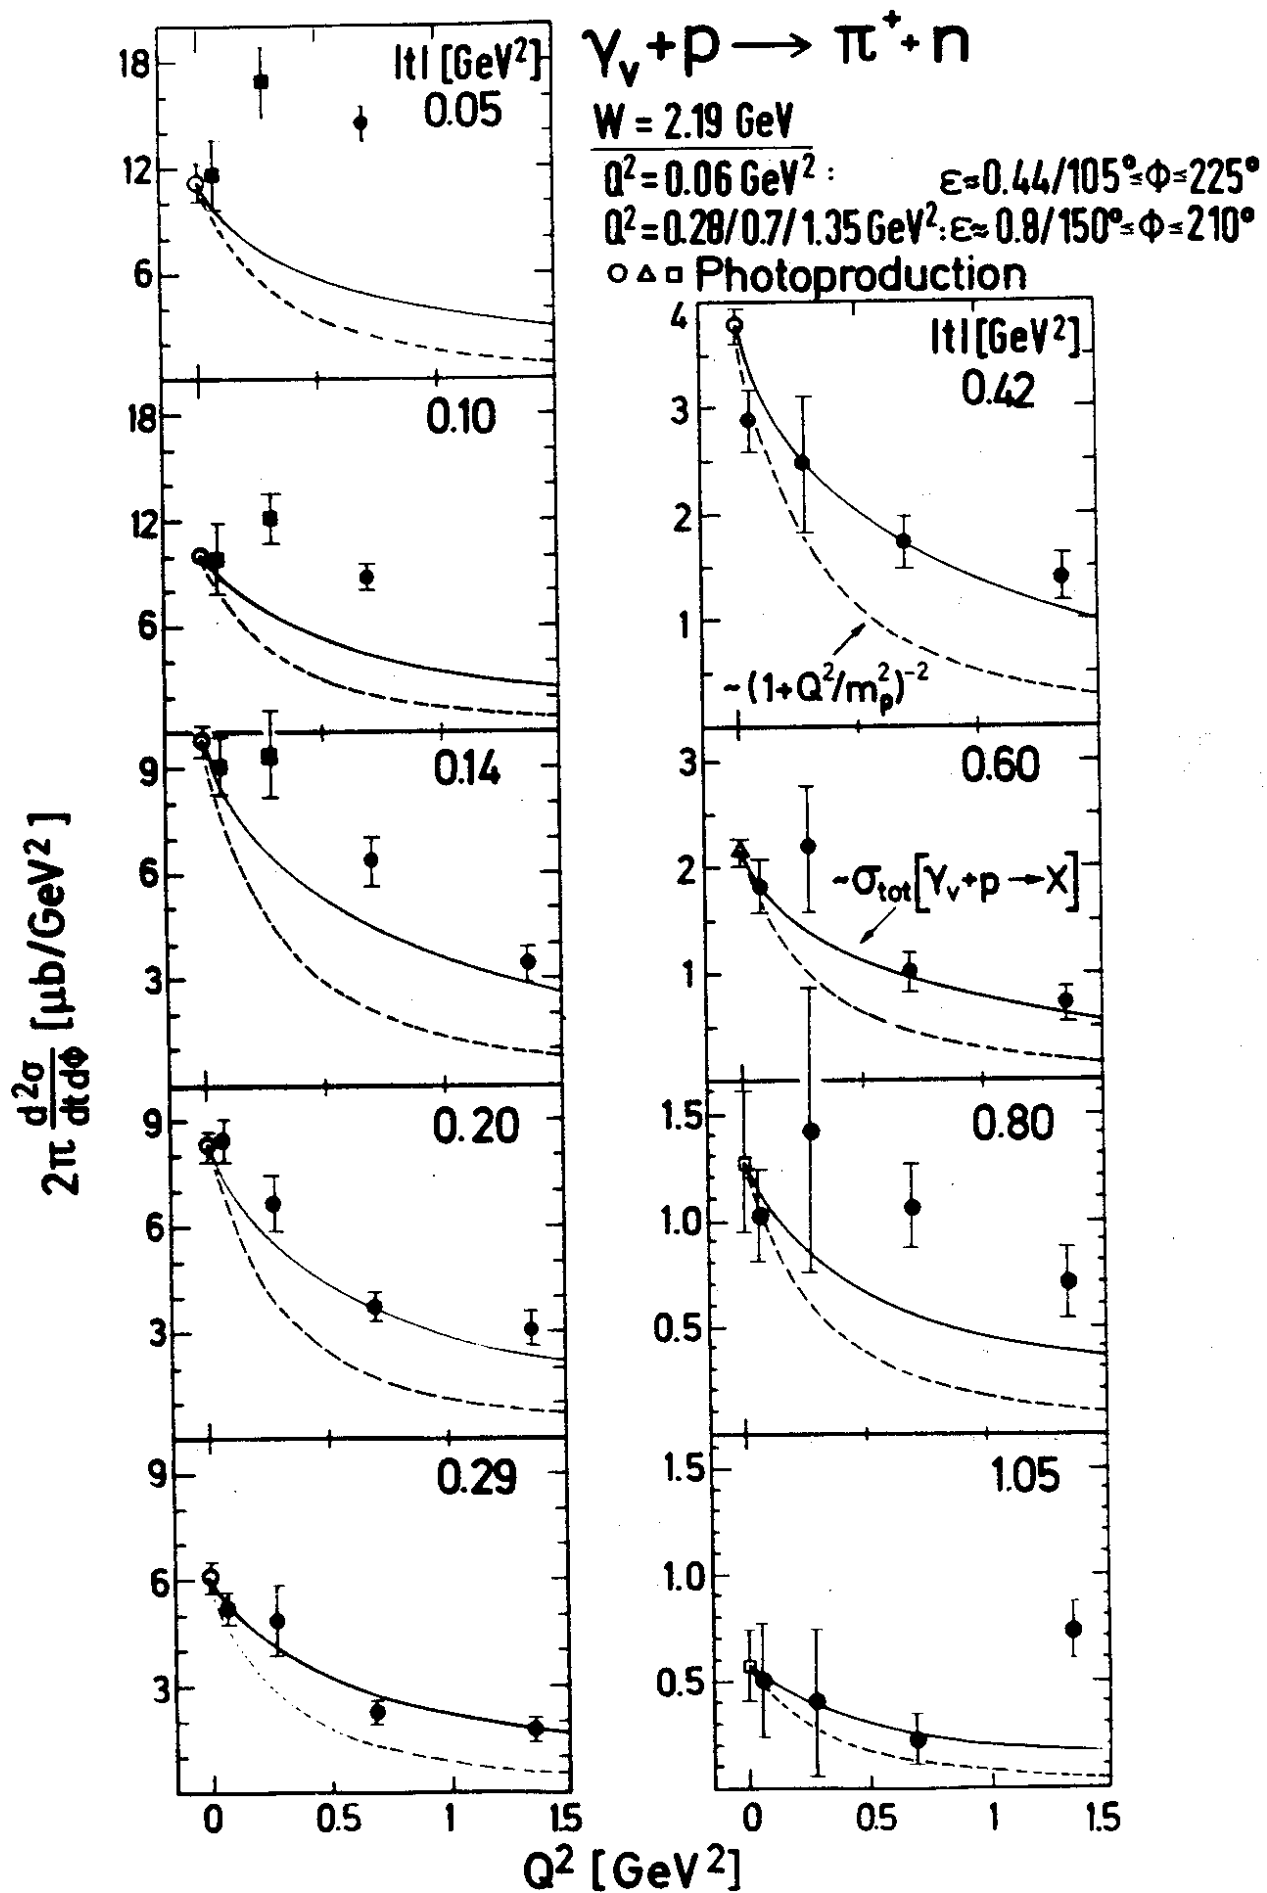 γv+p → π⁺+n
W = 2.19 GeV
Q²=0.06 GeV²: ε≈0.44/105°≤Φ≤225°
Q²=0.28/0.7/1.35 GeV²: ε≈0.8/150°≤Φ≤210°
○ △ □ Photoproduction
2π d²σ/dtdΦ [μb/GeV²]
|t| [GeV²]
0.05
18
12
6
0.10
18
12
6
0.14
9
6
3
0.20
9
6
3
0.29
9
6
3
0 0.5 1 1.5
|t| [GeV²]
0.42
4
3
2
1
~(1+Q²/m²p)⁻²
0.60
3
2
1
~σtot[γv+p→X]
0.80
1.5
1.0
0.5
1.05
1.5
1.0
0.5
0 0.5 1 1.5
Q² [GeV²]